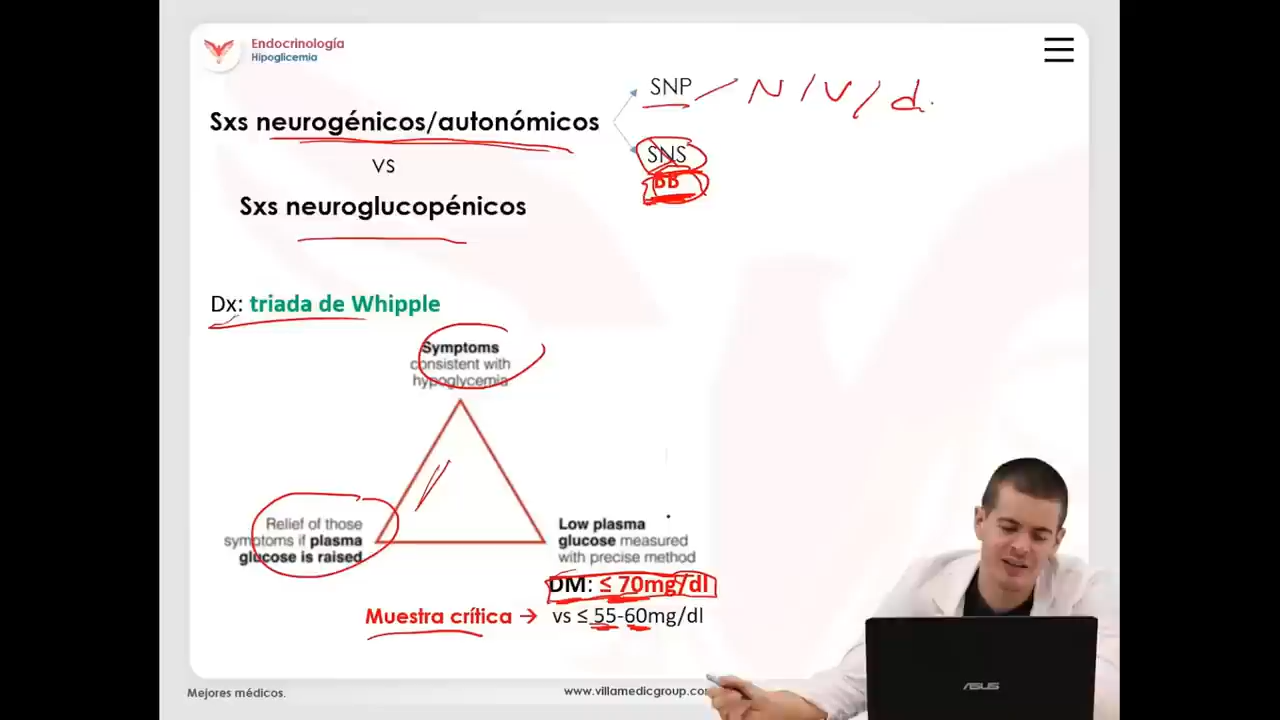 Endocrinología
Hipoglicemia
SNP N/V/d
Sxs neurogénicos/autonómicos
SNS
vs
BB
Sxs neuroglucopénicos
Dx: triada de Whipple
Symptoms
consistent with
hypoglycemia
Relief of those
symptoms if plasma
glucose is raised
Low plasma
glucose measured
with precise method
DM: ≤ 70mg/dl
Muestra crítica → vs ≤ 55-60mg/dl
Mejores médicos.
www.villamedicgroup.co
ASUS